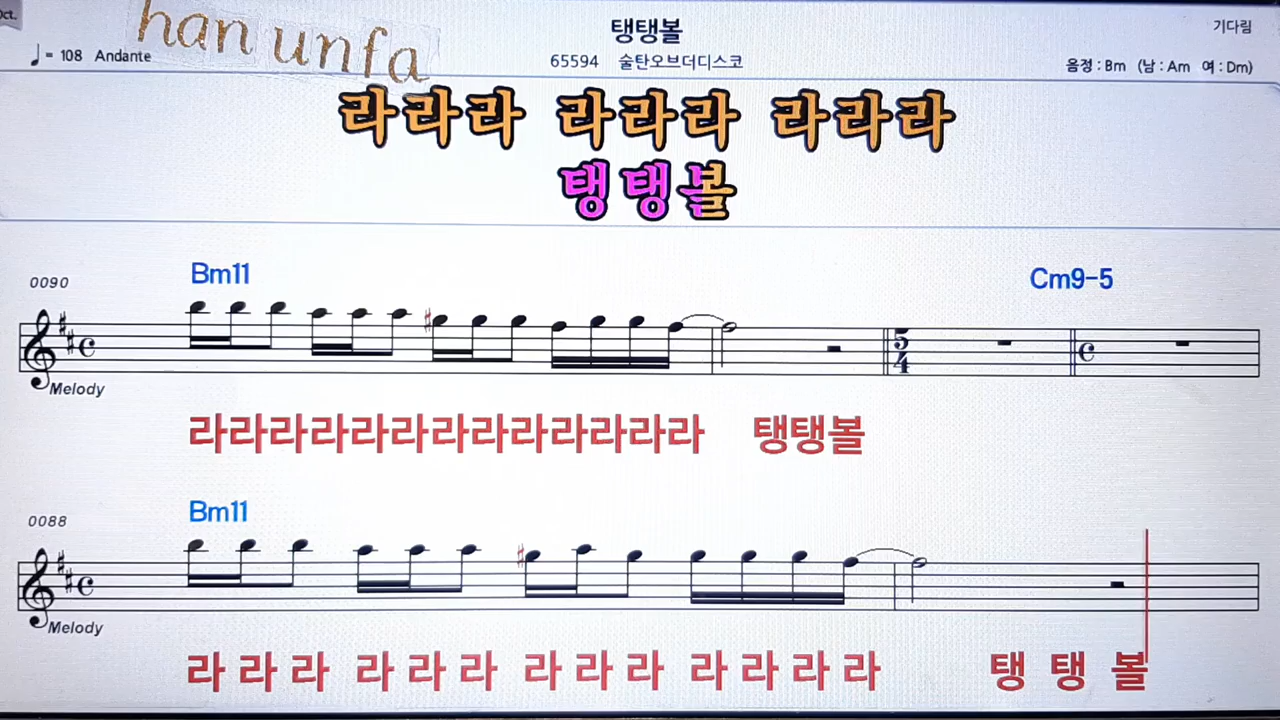 Oct.
han unfa
탱탱볼
기다림
♩= 108 Andante
65594 술탄오브더디스코
음정 : Bm (남 : Am 여 : Dm)
라라라 라라라 라라라
탱탱볼
Bm11
Cm9-5
0090
5
4
Melody
라라라라라라라라라라라라라 탱탱볼
Bm11
0088
Melody
라 라 라 라 라 라 라 라 라 라 라 라 라 탱 탱 볼